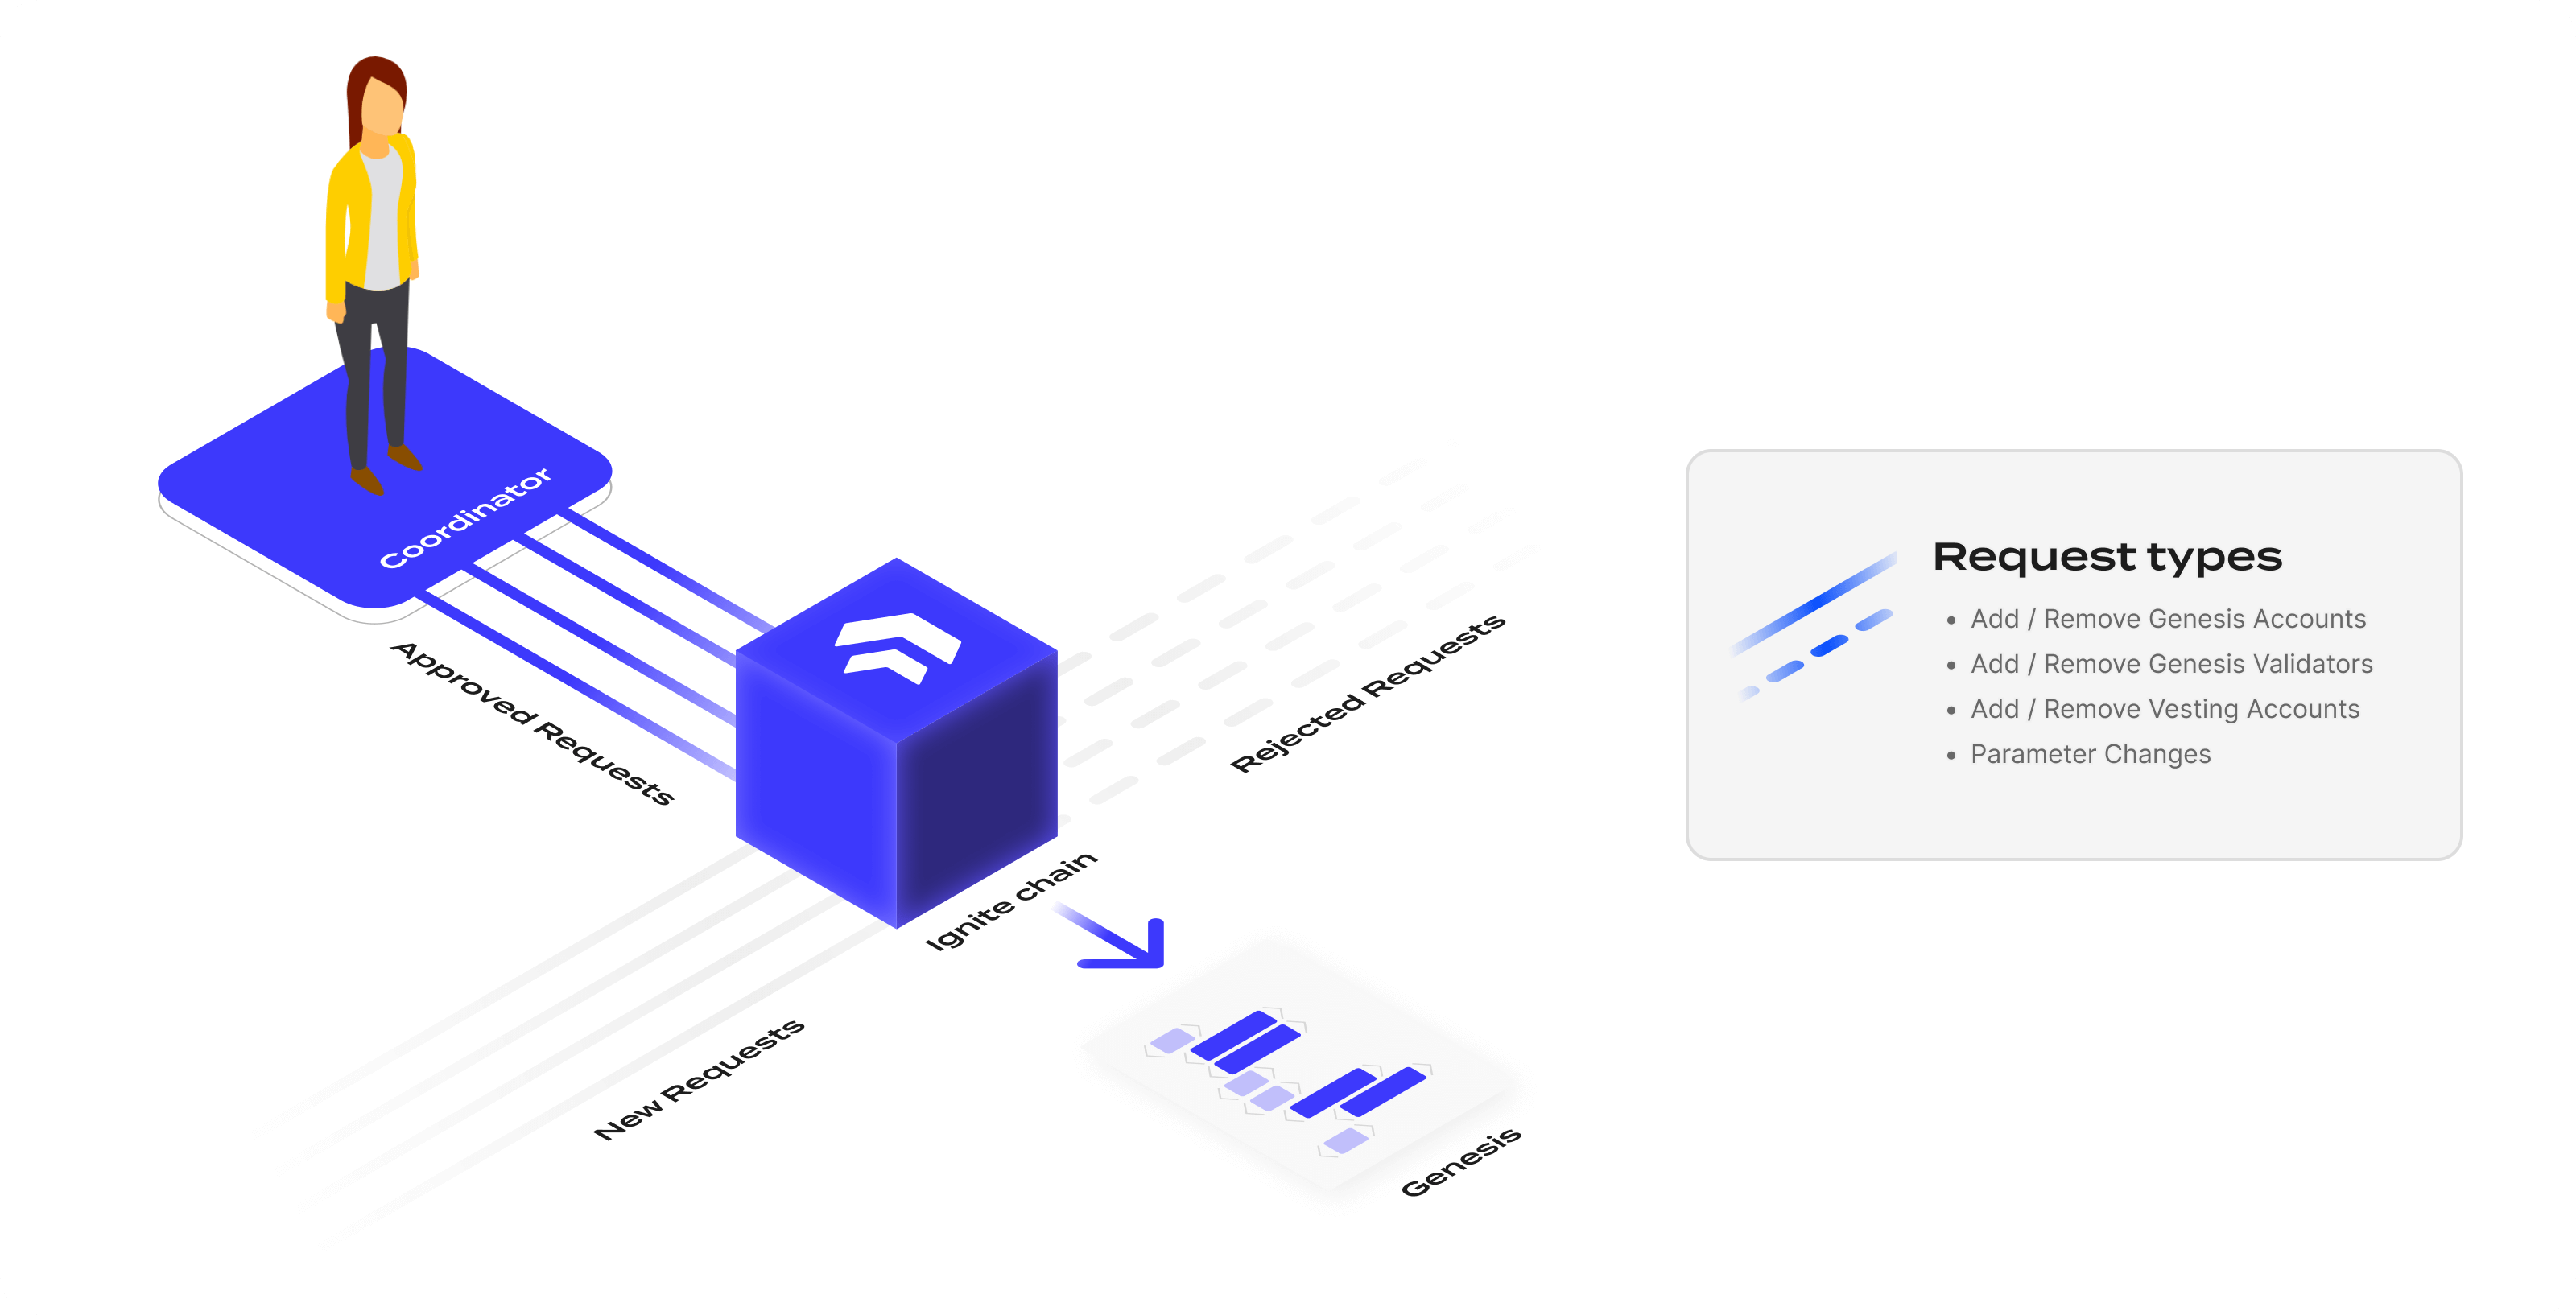 Coordinator
Approved Requests
Rejected Requests
Ignite chain
New Requests
Genesis
Request types
• Add / Remove Genesis Accounts
• Add / Remove Genesis Validators
• Add / Remove Vesting Accounts
• Parameter Changes